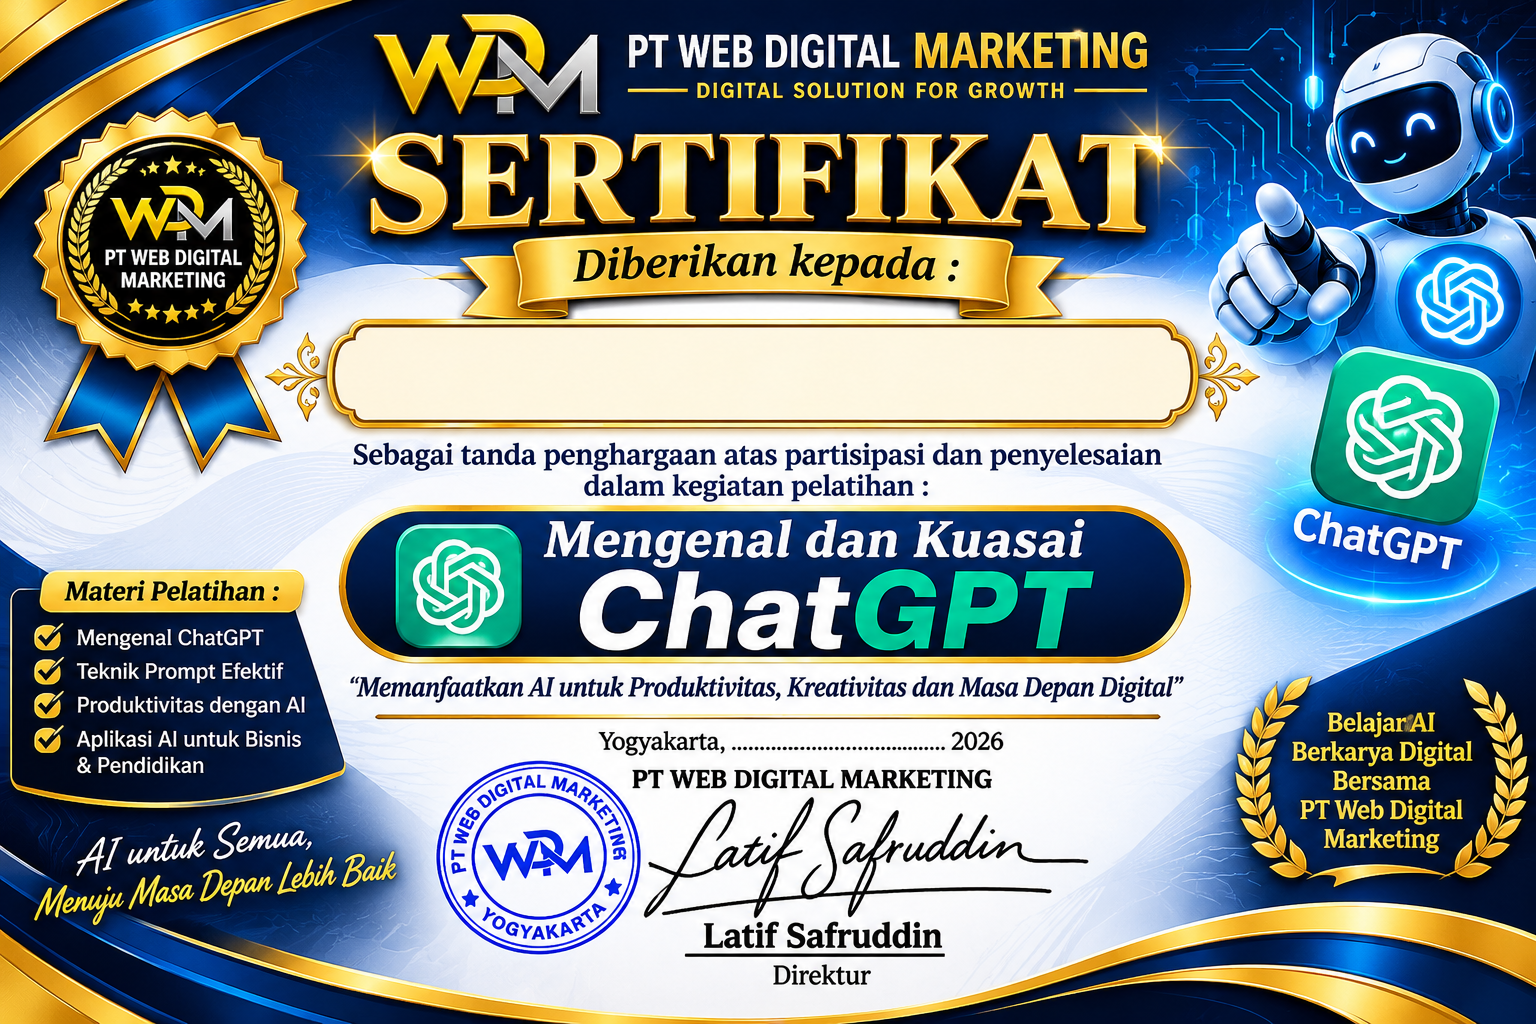 WDM PT WEB DIGITAL MARKETING
DIGITAL SOLUTION FOR GROWTH
SERTIFIKAT
Diberikan kepada :
WDM
PT WEB DIGITAL
MARKETING
Sebagai tanda penghargaan atas partisipasi dan penyelesaian
dalam kegiatan pelatihan :
Mengenal dan Kuasai
ChatGPT
"Memanfaatkan AI untuk Produktivitas, Kreativitas dan Masa Depan Digital"
ChatGPT
Materi Pelatihan :
Mengenal ChatGPT
Teknik Prompt Efektif
Produktivitas dengan AI
Aplikasi AI untuk Bisnis
& Pendidikan
AI untuk Semua,
Menuju Masa Depan Lebih Baik
Yogyakarta, ...................................... 2026
PT WEB DIGITAL MARKETING
PT WEB DIGITAL MARKETING
WDM
YOGYAKARTA
Latif Safruddin
Latif Safruddin
Direktur
Belajar AI
Berkarya Digital
Bersama
PT Web Digital
Marketing